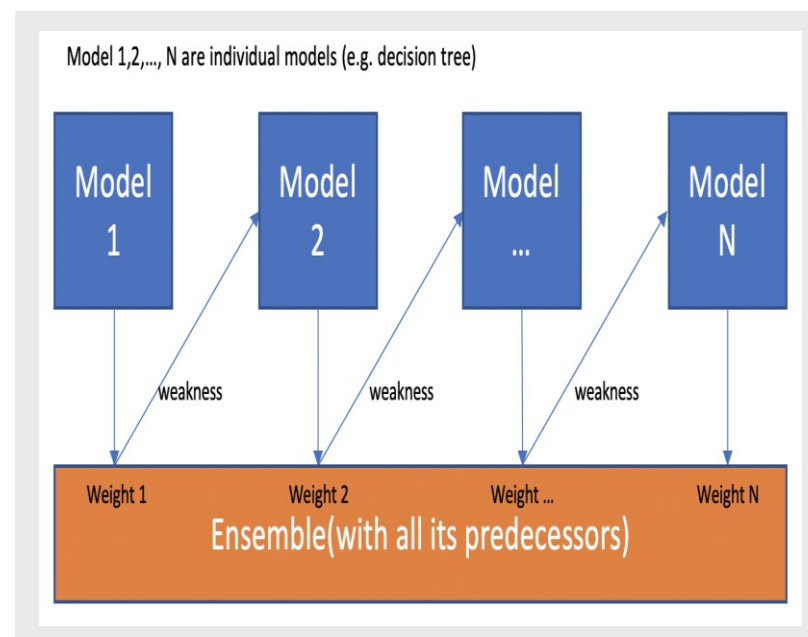 Model 1,2,..., N are individual models (e.g. decision tree)
Model
1
Model
2
Model
...
Model
N
weakness
weakness
weakness
Weight 1
Weight 2
Weight ...
Weight N
Ensemble(with all its predecessors)